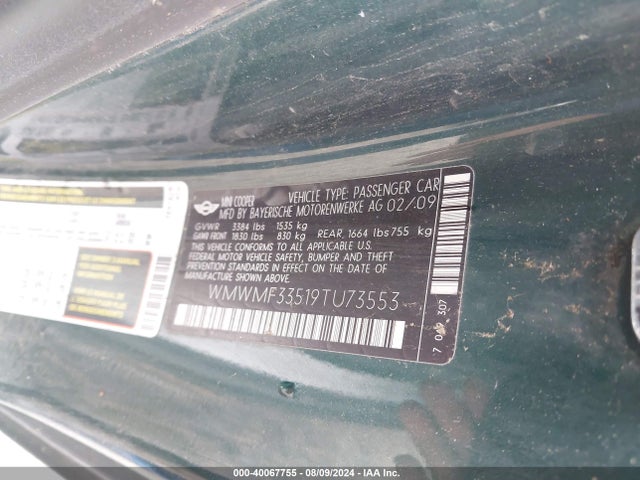 MINI COOPER VEHICLE TYPE: PASSENGER CAR
MFD BY BAYERISCHE MOTORENWERKE AG 02/09
GVWR 3384 lbs 1535 kg
GAWR FRONT 1830 lbs 830 kg REAR 1664 lbs 755 kg
THIS VEHICLE CONFORMS TO ALL APPLICABLE U.S.
FEDERAL MOTOR VEHICLE SAFETY, BUMPER AND THEFT
PREVENTION STANDARDS IN EFFECT ON THE DATE OF
MANUFACTURE SHOWN ABOVE.
WMWMF33519TU73553
000-40067755 - 08/09/2024 - IAA Inc.